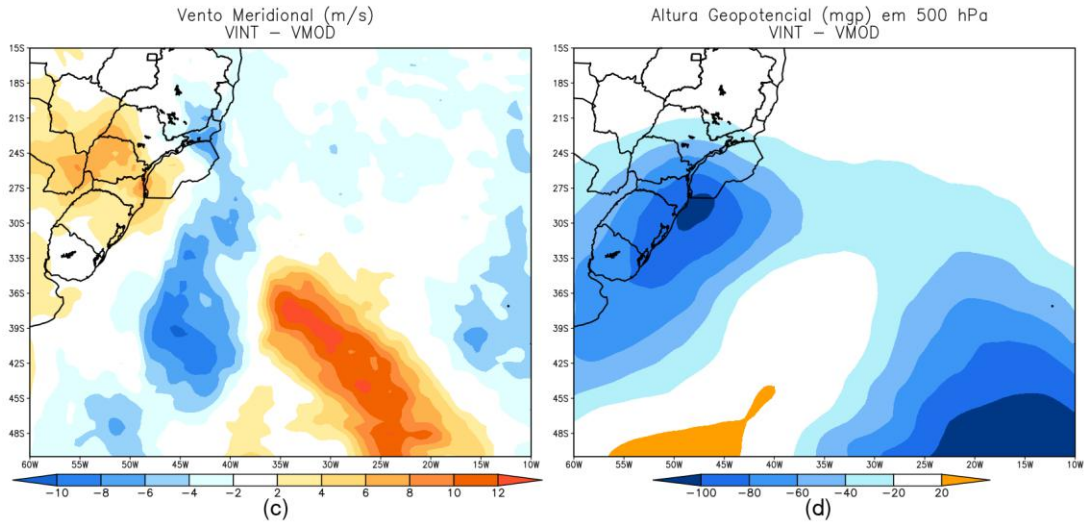 Vento Meridional (m/s)
VINT − VMOD
15S
18S
21S
24S
27S
30S
33S
36S
39S
42S
45S
48S
60W 55W 50W 45W 40W 35W 30W 25W 20W 15W 10W
−10 −8 −6 −4 −2 2 4 6 8 10 12
(c)
Altura Geopotencial (mgp) em 500 hPa
VINT − VMOD
15S
18S
21S
24S
27S
30S
33S
36S
39S
42S
45S
48S
60W 55W 50W 45W 40W 35W 30W 25W 20W 15W 10W
−100 −80 −60 −40 −20 20
(d)